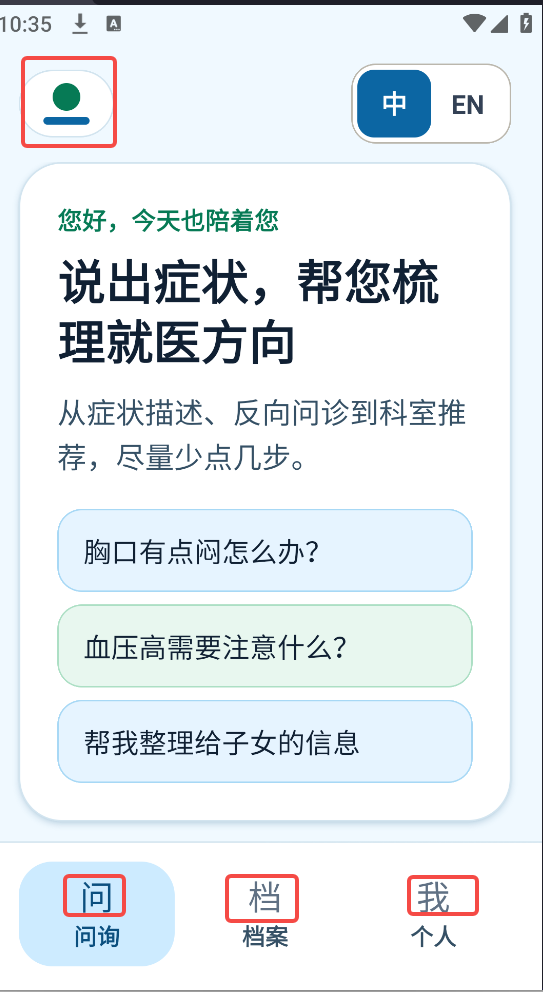 10:35
A
中 EN
您好，今天也陪着您
说出症状，帮您梳
理就医方向
从症状描述、反向问诊到科室推
荐，尽量少点几步。
胸口有点闷怎么办？
血压高需要注意什么？
帮我整理给子女的信息
问 档 我
问询 档案 个人